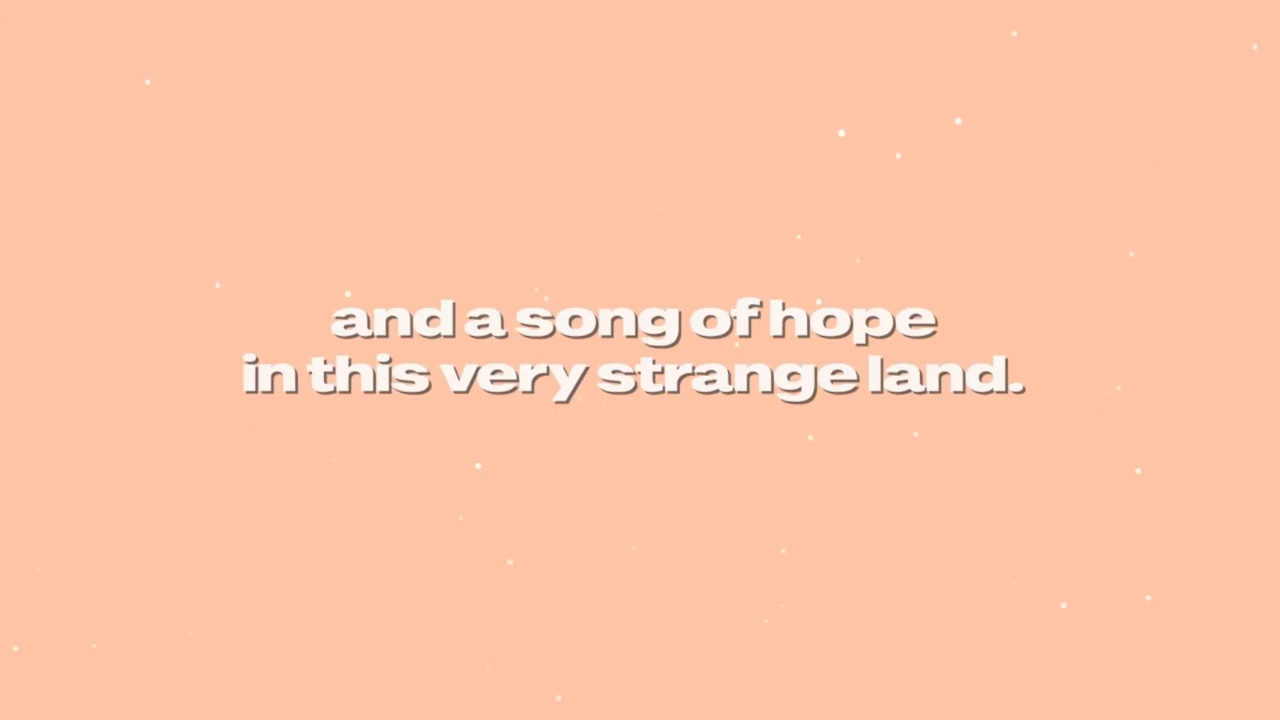 and a song of hope
in this very strange land.